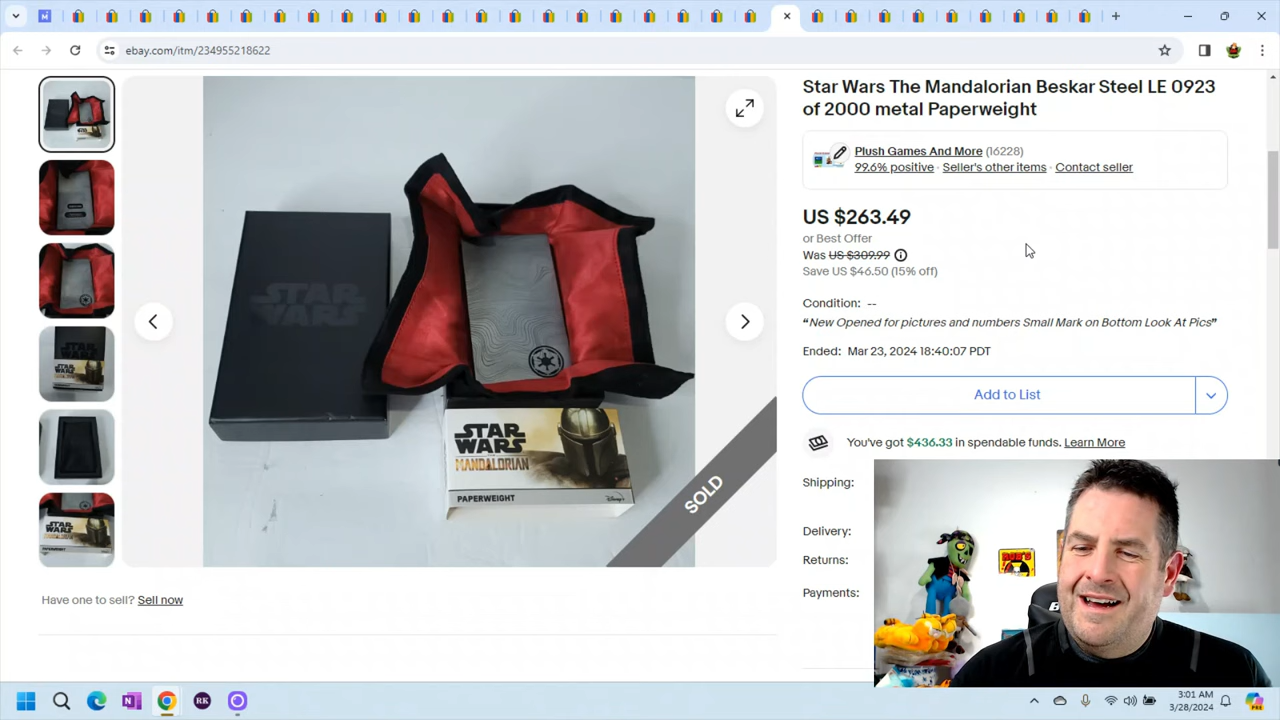 ebay.com/itm/234955218622
Star Wars The Mandalorian Beskar Steel LE 0923
of 2000 metal Paperweight
Plush Games And More (16228)
99.6% positive · Seller's other items · Contact seller
US $263.49
or Best Offer
Was US $309.99
Save US $46.50 (15% off)
Condition: --
“New Opened for pictures and numbers Small Mark on Bottom Look At Pics”
Ended: Mar 23, 2024 18:40:07 PDT
Add to List
You've got $436.33 in spendable funds. Learn More
Shipping:
Delivery:
Returns:
Payments:
STAR
WARS
STAR
WARS
MANDALORIAN
PAPERWEIGHT
Disney+
SOLD
Have one to sell? Sell now
3:01 AM
3/28/2024